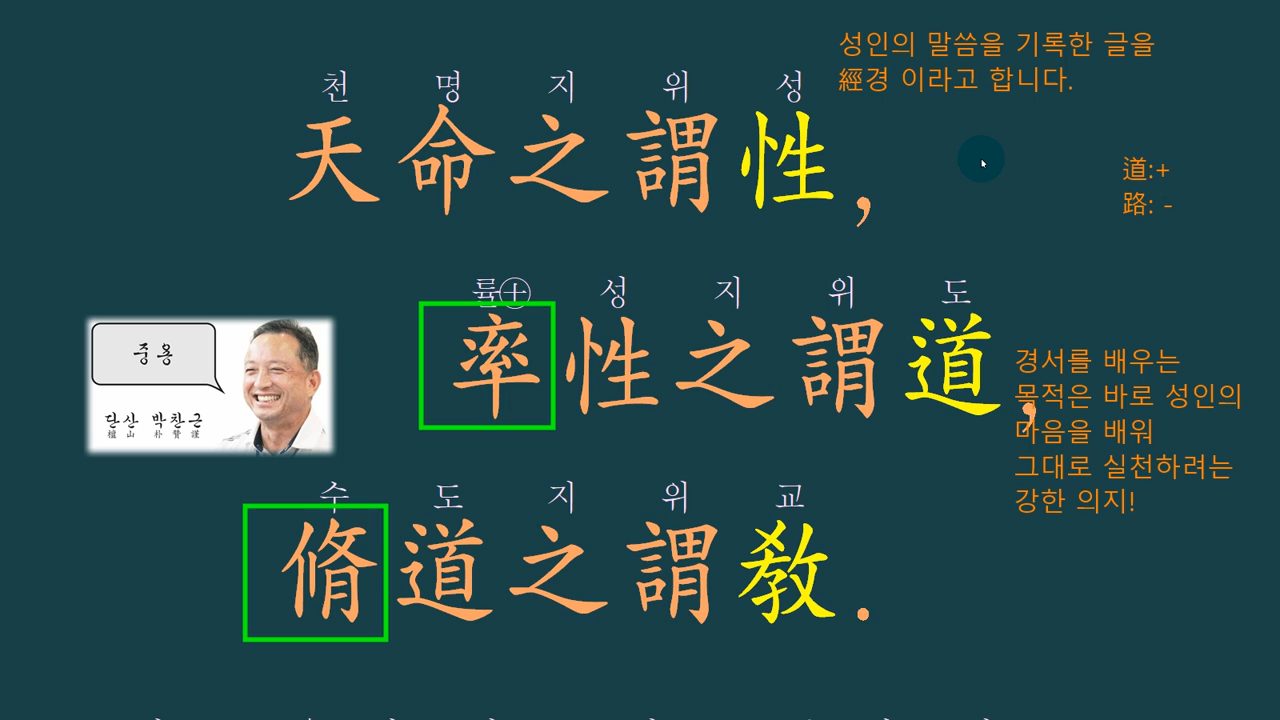 성인의 말씀을 기록한 글을
經경 이라고 합니다.
천 명 지 위 성
天命之謂性,
道:+
路: -
률㊉ 성 지 위 도
率性之謂道,
중용
단산 박찬근
檀山 朴贊謹
경서를 배우는
목적은 바로 성인의
마음을 배워
그대로 실천하려는
강한 의지!
수 도 지 위 교
脩道之謂敎.